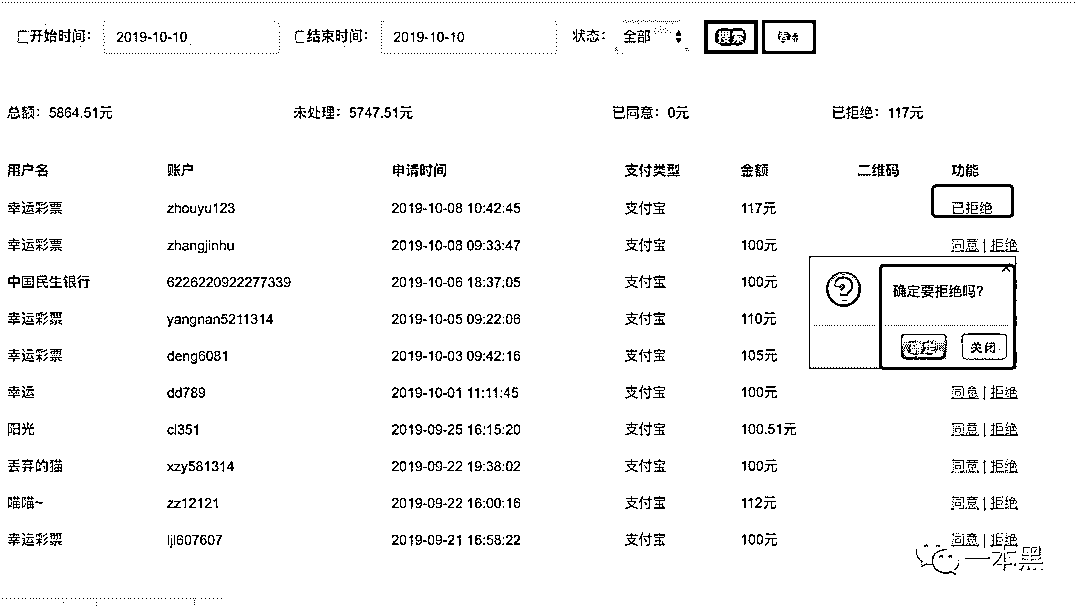 开始时间： 2019-10-10 结束时间： 2019-10-10 状态： 全部 搜索
总额：5864.51元 未处理：5747.51元 已同意：0元 已拒绝：117元
用户名 账户 申请时间 支付类型 金额 二维码 功能
幸运彩票 zhouyu123 2019-10-08 10:42:45 支付宝 117元 已拒绝
幸运彩票 zhangjinhu 2019-10-08 09:33:47 支付宝 100元 同意 | 拒绝
中国民生银行 6226220922277339 2019-10-06 18:37:05 支付宝 100元
确定要拒绝吗？
幸运彩票 yangnan5211314 2019-10-05 09:22:06 支付宝 110元
幸运彩票 deng6081 2019-10-03 09:42:16 支付宝 105元
确定 关闭
幸运 dd789 2019-10-01 11:11:45 支付宝 100元 同意 | 拒绝
阳光 cl351 2019-09-25 16:15:20 支付宝 100.51元 同意 | 拒绝
丢弃的猫 xzy581314 2019-09-22 19:38:02 支付宝 100元 同意 | 拒绝
喵喵~ zz12121 2019-09-22 16:00:16 支付宝 112元 同意 | 拒绝
幸运彩票 ljl607607 2019-09-21 16:58:22 支付宝 100元 同意 | 拒绝
一本黑